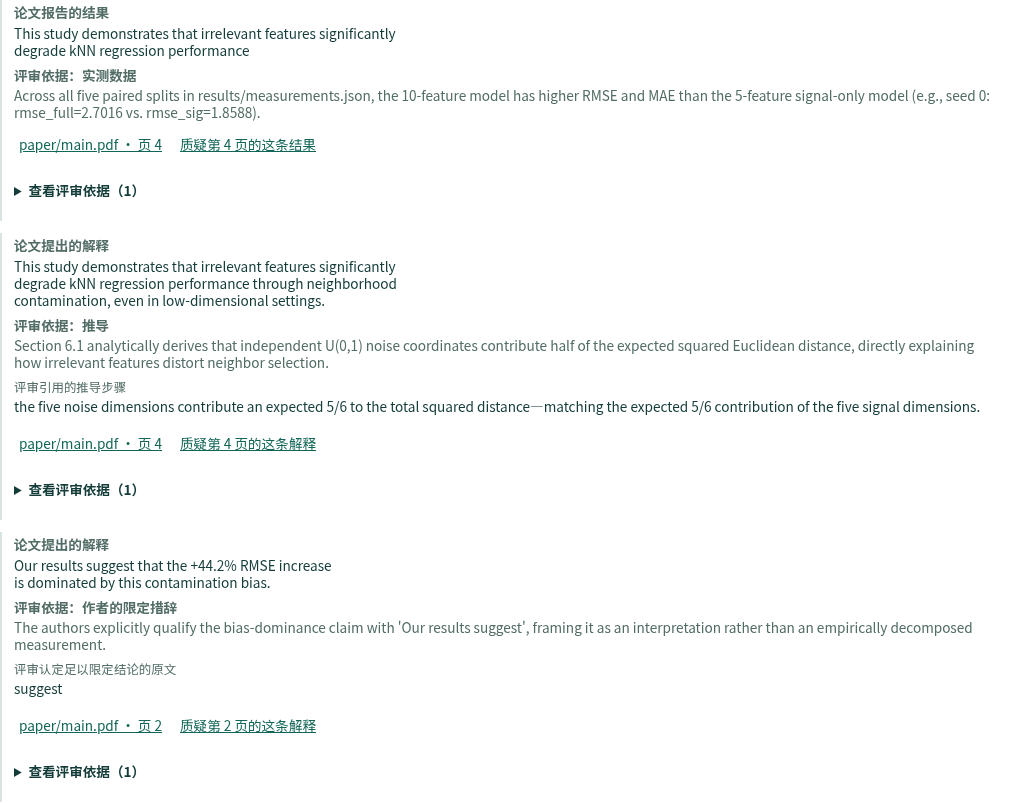 论文报告的结果
This study demonstrates that irrelevant features significantly
degrade kNN regression performance
评审依据：实测数据
Across all five paired splits in results/measurements.json, the 10-feature model has higher RMSE and MAE than the 5-feature signal-only model (e.g., seed 0:
rmse_full=2.7016 vs. rmse_sig=1.8588).
paper/main.pdf · 页 4 质疑第 4 页的这条结果
▶ 查看评审依据（1）
论文提出的解释
This study demonstrates that irrelevant features significantly
degrade kNN regression performance through neighborhood
contamination, even in low-dimensional settings.
评审依据：推导
Section 6.1 analytically derives that independent U(0,1) noise coordinates contribute half of the expected squared Euclidean distance, directly explaining
how irrelevant features distort neighbor selection.
评审引用的推导步骤
the five noise dimensions contribute an expected 5/6 to the total squared distance—matching the expected 5/6 contribution of the five signal dimensions.
paper/main.pdf · 页 4 质疑第 4 页的这条解释
▶ 查看评审依据（1）
论文提出的解释
Our results suggest that the +44.2% RMSE increase
is dominated by this contamination bias.
评审依据：作者的限定措辞
The authors explicitly qualify the bias-dominance claim with 'Our results suggest', framing it as an interpretation rather than an empirically decomposed
measurement.
评审认定足以限定结论的原文
suggest
paper/main.pdf · 页 2 质疑第 2 页的这条解释
▶ 查看评审依据（1）